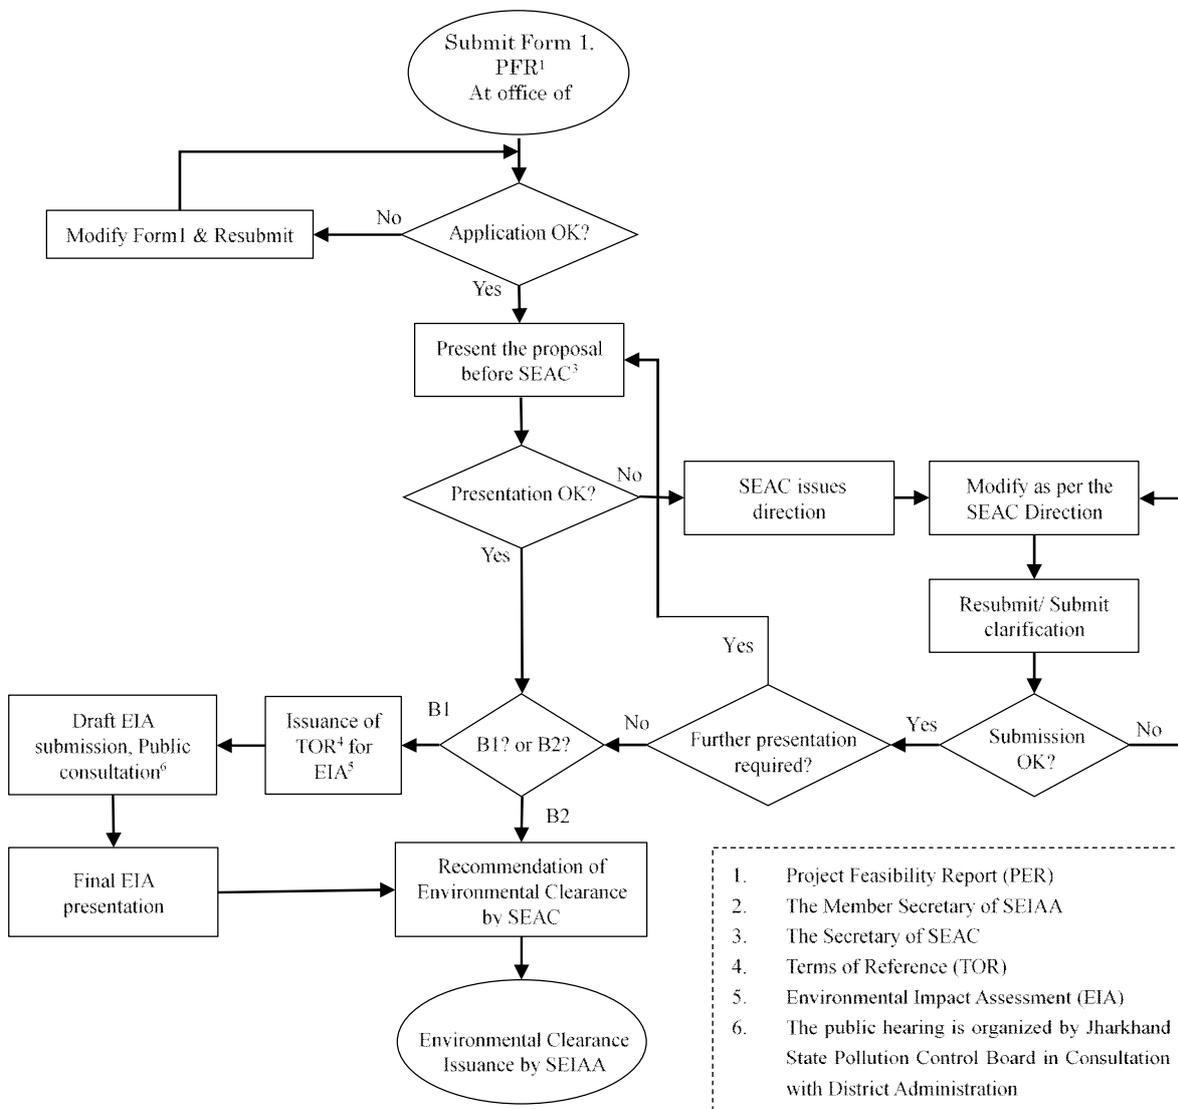 Submit Form 1.
PFR¹
At office of
No
Modify Form1 & Resubmit
Application OK?
Yes
Present the proposal
before SEAC³
No
Presentation OK?
SEAC issues
direction
Modify as per the
SEAC Direction
Yes
Resubmit/ Submit
clarification
Yes
Draft EIA
submission, Public
consultation⁶
B1
Issuance of
TOR⁴ for
EIA⁵
B1? or B2?
No
Further presentation
required?
Yes
Submission
OK?
No
B2
Final EIA
presentation
Recommendation of
Environmental Clearance
by SEAC
Environmental Clearance
Issuance by SEIAA
1. Project Feasibility Report (PER)
2. The Member Secretary of SEIAA
3. The Secretary of SEAC
4. Terms of Reference (TOR)
5. Environmental Impact Assessment (EIA)
6. The public hearing is organized by Jharkhand
State Pollution Control Board in Consultation
with District Administration